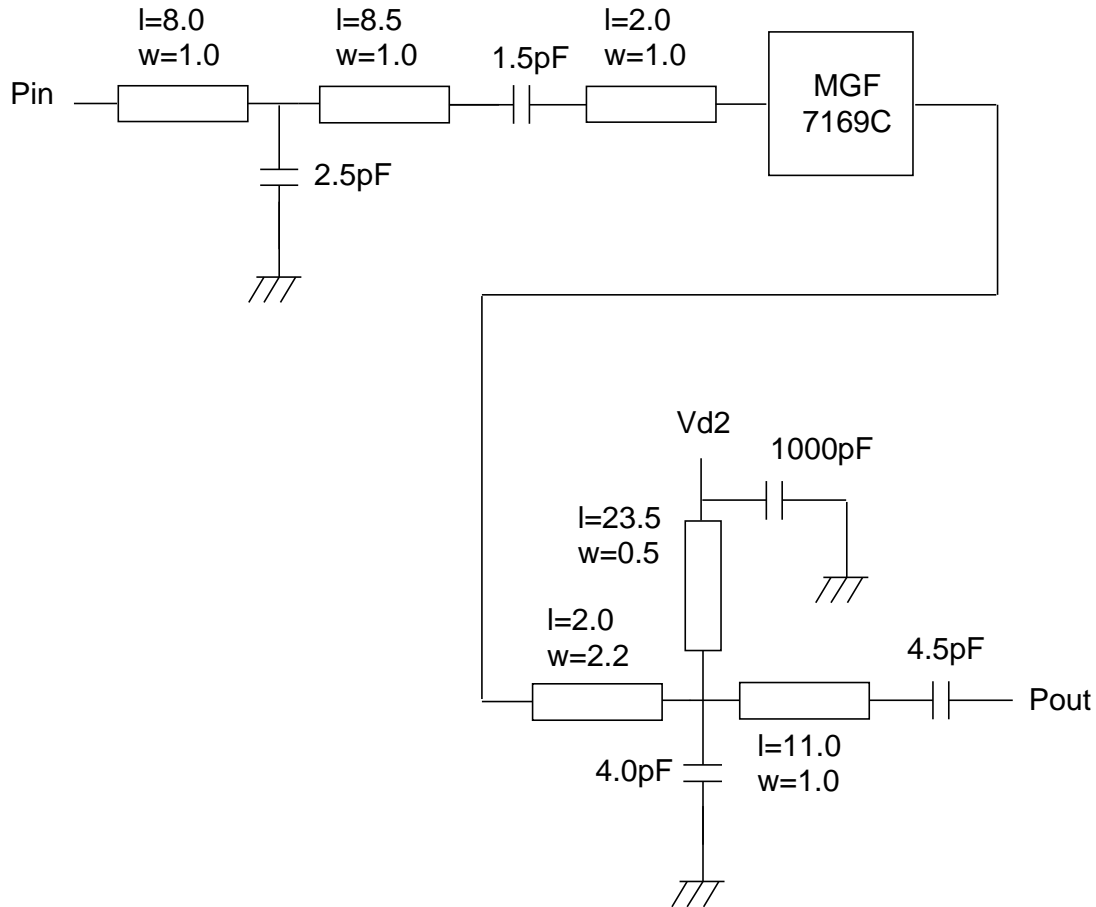 l=8.0
w=1.0
l=8.5
w=1.0
1.5pF
l=2.0
w=1.0
Pin
MGF
7169C
2.5pF
Vd2
1000pF
l=23.5
w=0.5
l=2.0
w=2.2
4.5pF
Pout
4.0pF
l=11.0
w=1.0